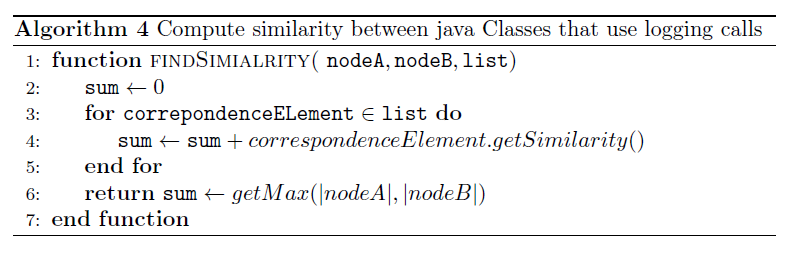 Algorithm 4 Compute similarity between java Classes that use logging calls
1: function FINDSIMIALRITY( nodeA, nodeB, list)
2: sum ← 0
3: for correpondenceELement ∈ list do
4: sum ← sum + correspondenceElement.getSimilarity()
5: end for
6: return sum ← getMax(|nodeA|, |nodeB|)
7: end function